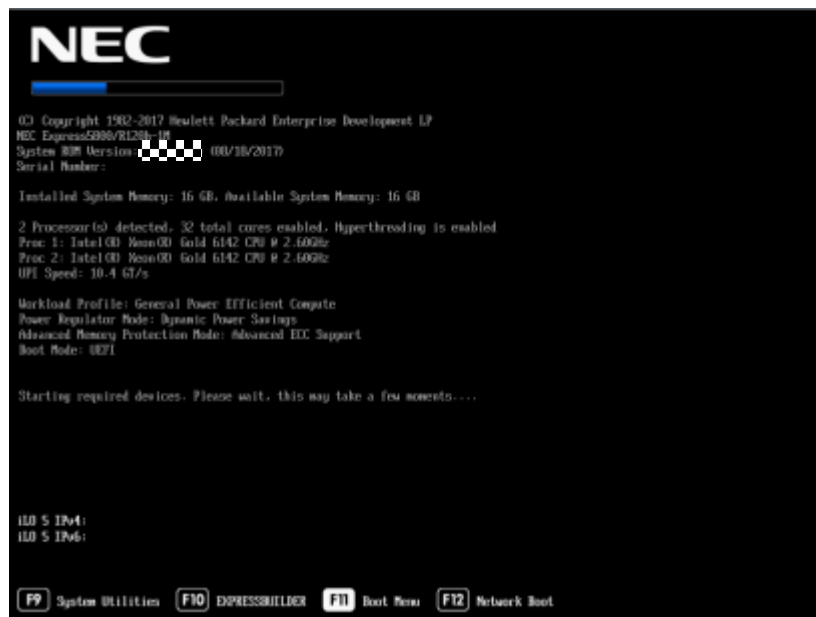 NEC
(C) Copyright 1982-2017 Hewlett Packard Enterprise Development LP
NEC Express5800/R120h-1M
System ROM Version: (08/18/2017)
Serial Number:
Installed System Memory: 16 GB, Available System Memory: 16 GB
2 Processor(s) detected, 32 total cores enabled, Hyperthreading is enabled
Proc 1: Intel(R) Xeon(R) Gold 6142 CPU @ 2.60GHz
Proc 2: Intel(R) Xeon(R) Gold 6142 CPU @ 2.60GHz
UPI Speed: 10.4 GT/s
Workload Profile: General Power Efficient Compute
Power Regulator Mode: Dynamic Power Savings
Advanced Memory Protection Mode: Advanced ECC Support
Boot Mode: UEFI
Starting required devices. Please wait, this may take a few moments....
iLO 5 IPv4:
iLO 5 IPv6:
F9 System Utilities F10 EXPRESSBUILDER F11 Boot Menu F12 Network Boot